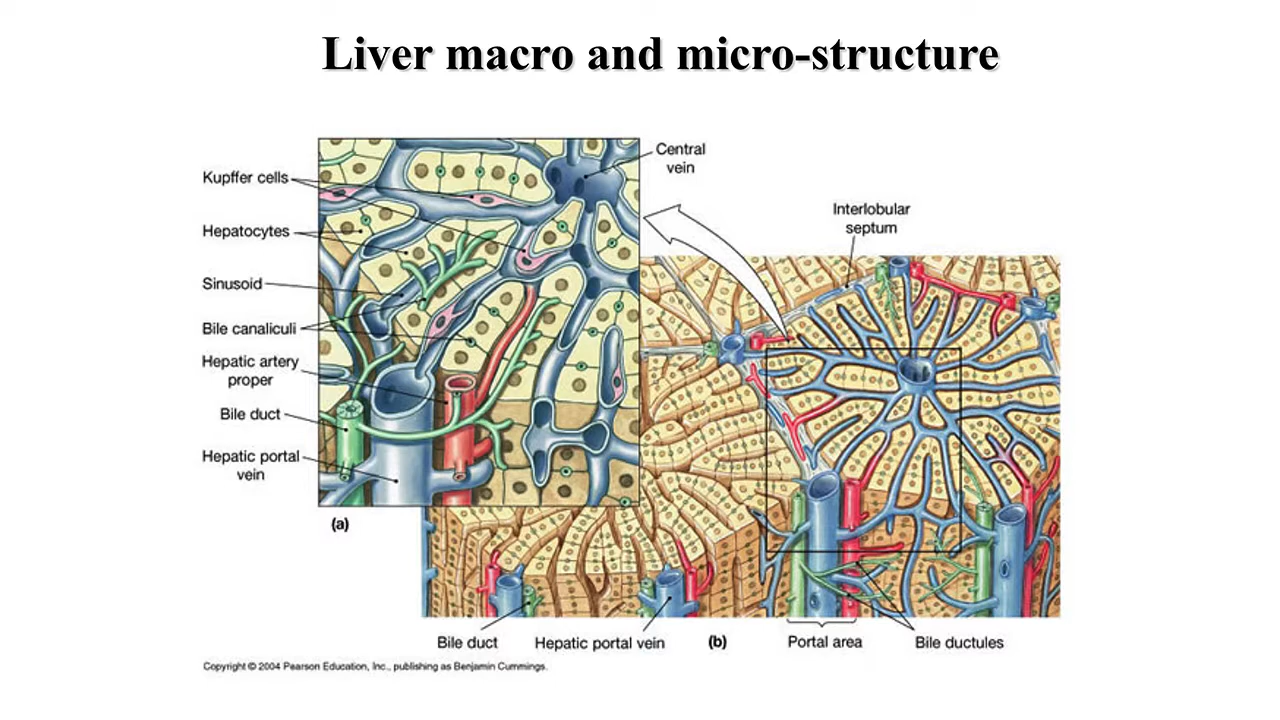 Liver macro and micro-structure
Kupffer cells
Hepatocytes
Sinusoid
Bile canaliculi
Hepatic artery
proper
Bile duct
Hepatic portal
vein
(a)
Central
vein
Interlobular
septum
Bile duct
Hepatic portal vein
(b)
Portal area
Bile ductules
Copyright © 2004 Pearson Education, Inc., publishing as Benjamin Cummings.